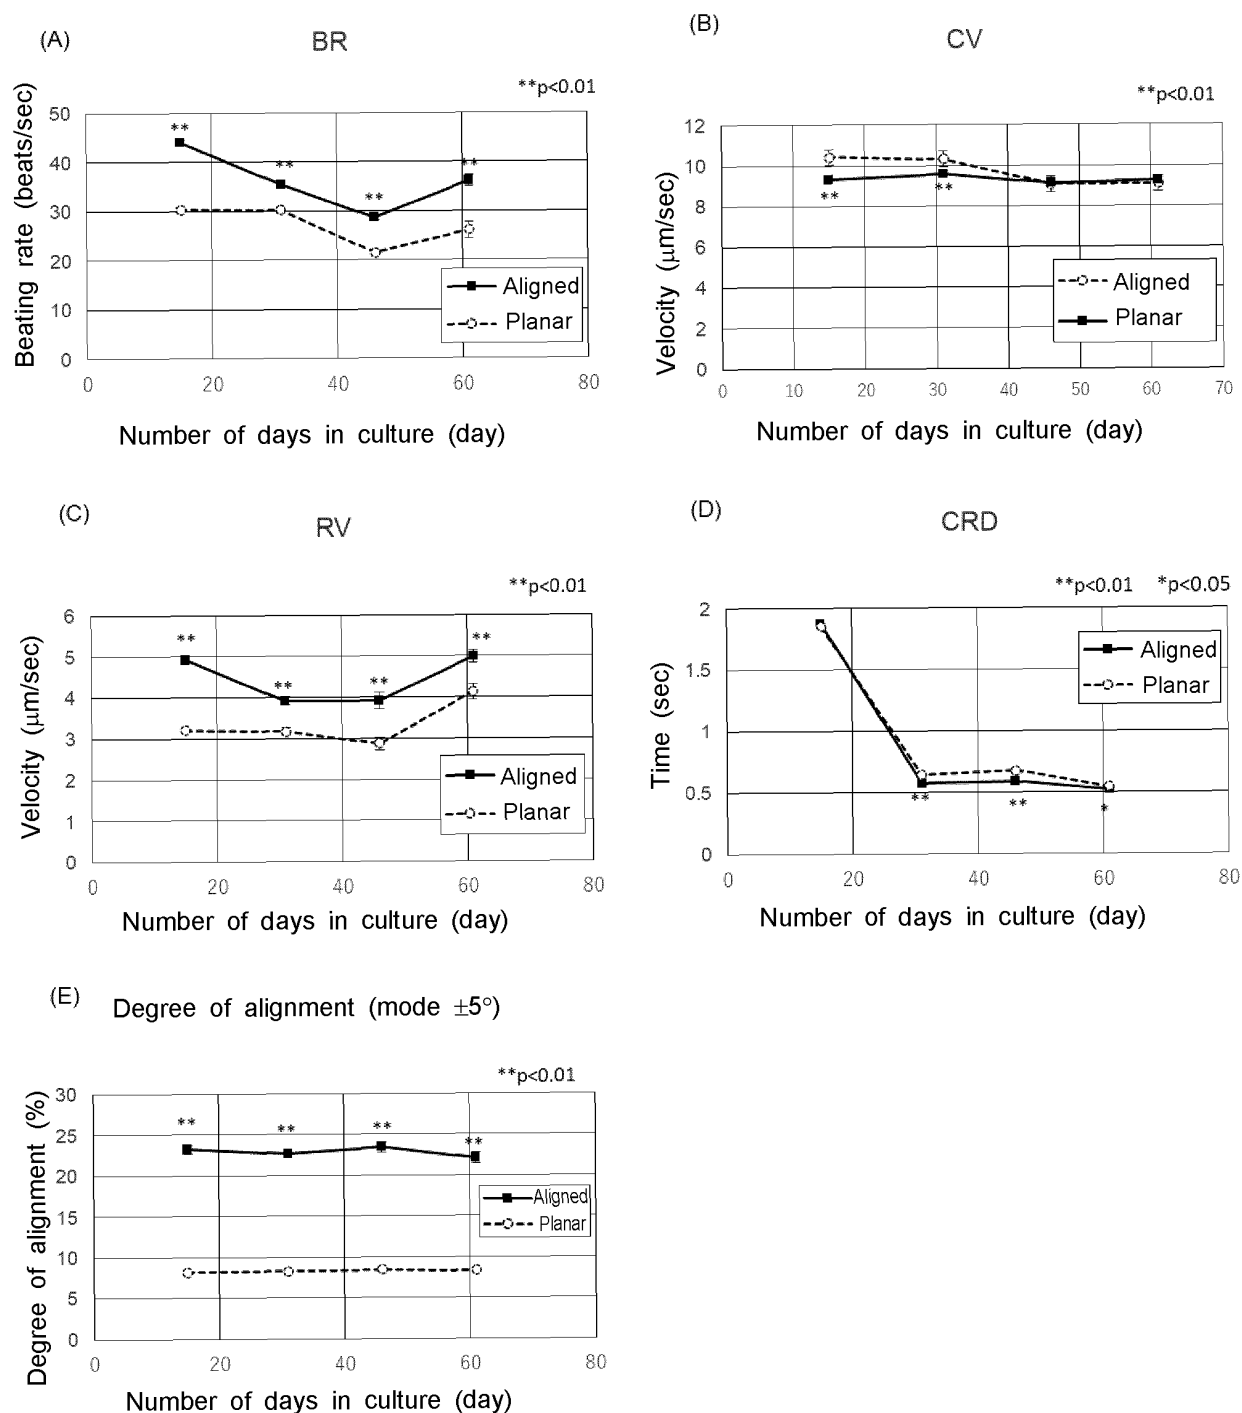 (A)
BR
**p<0.01
Beating rate (beats/sec)
50
40
30
20
10
0
**
**
**
**
Aligned
Planar
0 20 40 60 80
Number of days in culture (day)
(B)
CV
**p<0.01
Velocity (μm/sec)
12
10
8
6
4
2
0
**
**
Aligned
Planar
0 10 20 30 40 50 60 70
Number of days in culture (day)
(C)
RV
**p<0.01
Velocity (μm/sec)
6
5
4
3
2
1
0
**
**
**
**
Aligned
Planar
0 20 40 60 80
Number of days in culture (day)
(D)
CRD
**p<0.01 *p<0.05
Time (sec)
2
1.5
1
0.5
0
**
**
*
Aligned
Planar
0 20 40 60 80
Number of days in culture (day)
(E)
Degree of alignment (mode ±5°)
**p<0.01
Degree of alignment (%)
30
25
20
15
10
5
0
**
**
**
**
Aligned
Planar
0 20 40 60 80
Number of days in culture (day)